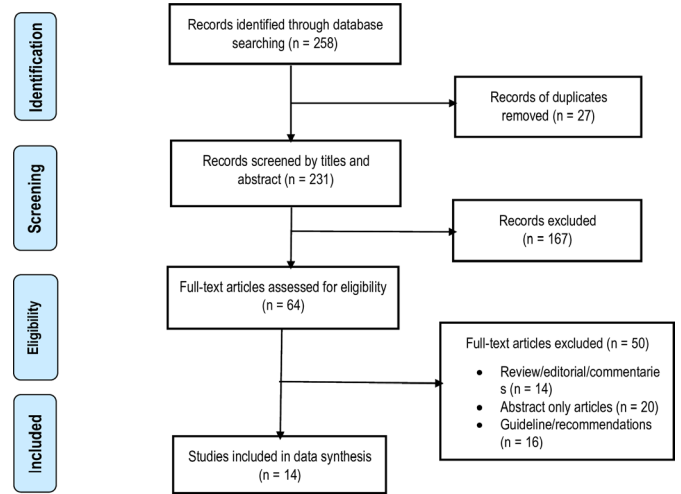 Identification
Records identified through database
searching (n = 258)
Records of duplicates
removed (n = 27)
Screening
Records screened by titles and
abstract (n = 231)
Records excluded
(n = 167)
Eligibility
Full-text articles assessed for eligibility
(n = 64)
Full-text articles excluded (n = 50)
• Review/editorial/commentarie
s (n = 14)
• Abstract only articles (n = 20)
• Guideline/recommendations
(n = 16)
Included
Studies included in data synthesis
(n = 14)